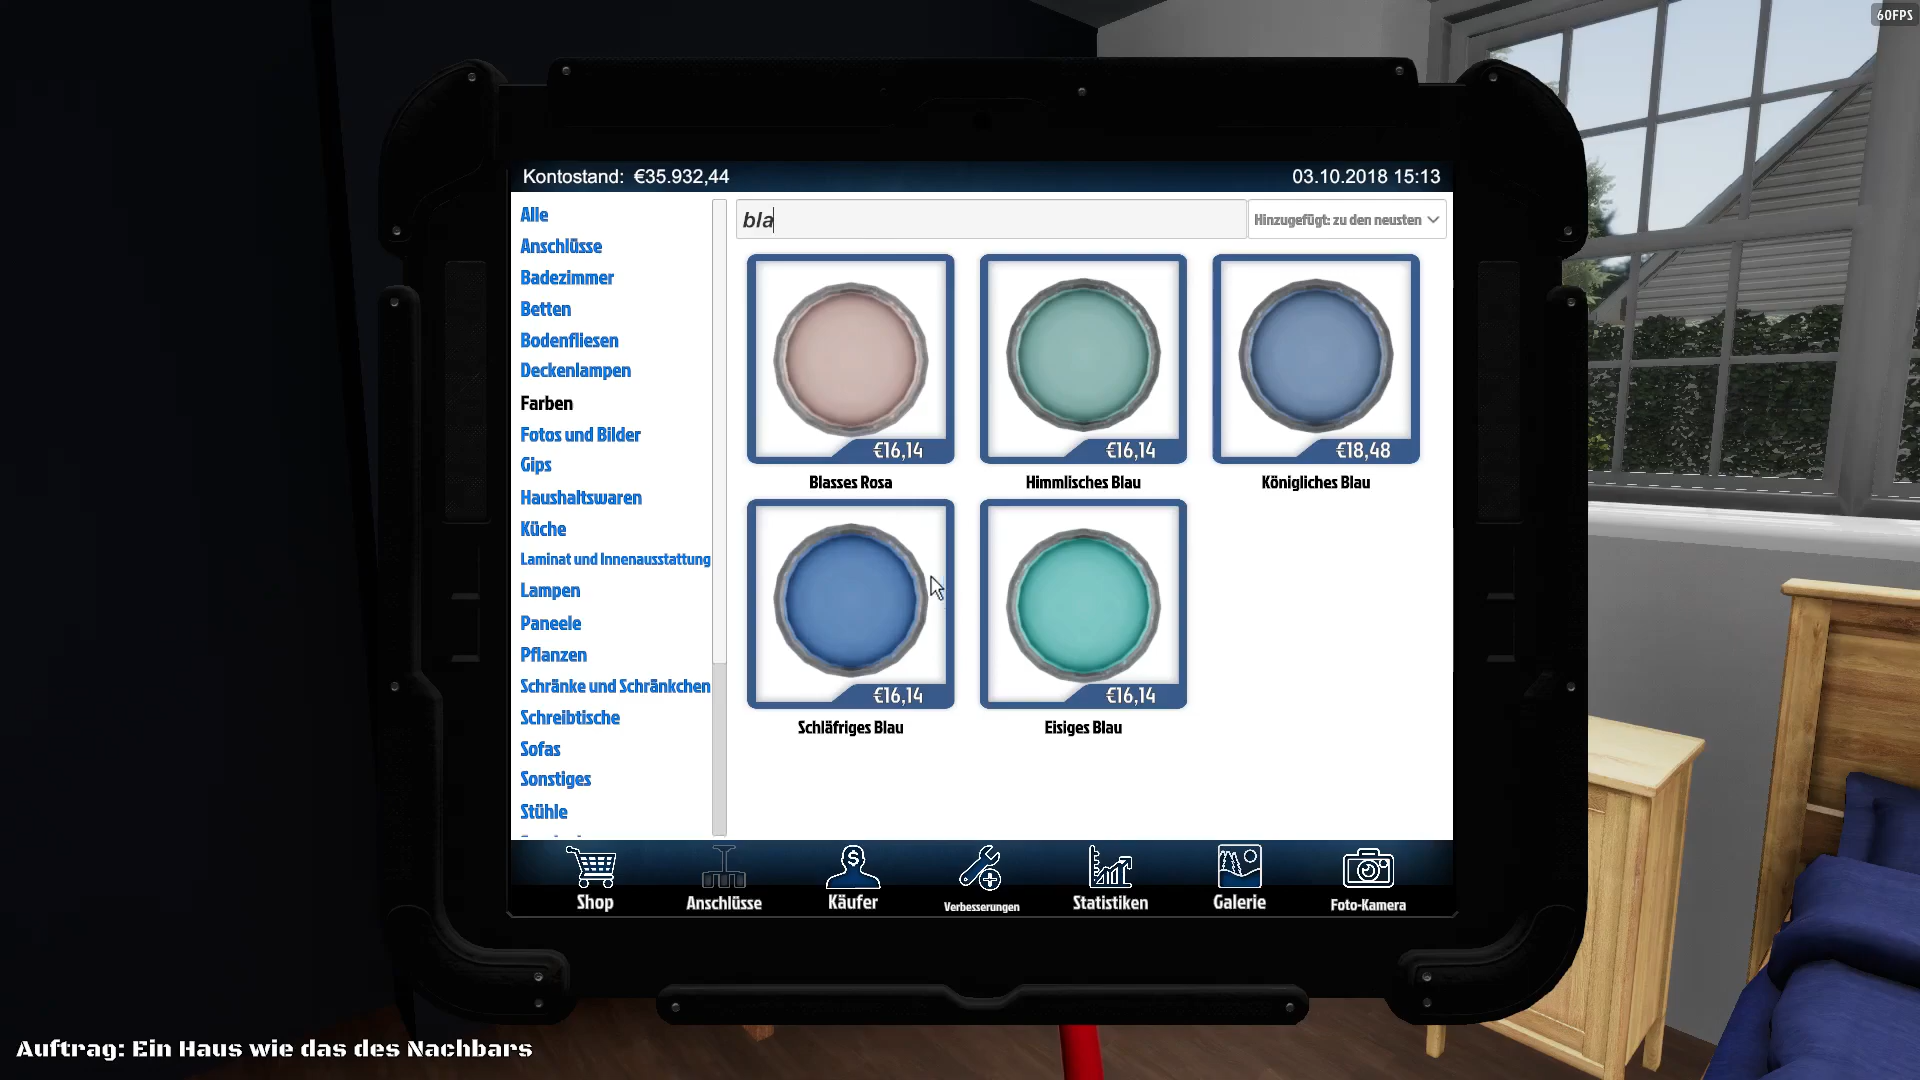 60FPS
Kontostand: €35.932,44
03.10.2018 15:13
Alle
Anschlüsse
Badezimmer
Betten
Bodenfliesen
Deckenlampen
Farben
Fotos und Bilder
Gips
Haushaltswaren
Küche
Laminat und Innenausstattung
Lampen
Paneele
Pflanzen
Schränke und Schränkchen
Schreibtische
Sofas
Sonstiges
Stühle
bla
Hinzugefügt: zu den neusten
€16,14
€16,14
€18,48
Blasses Rosa
Himmlisches Blau
Königliches Blau
€16,14
€16,14
Schläfriges Blau
Eisiges Blau
Shop
Anschlüsse
Käufer
Verbesserungen
Statistiken
Galerie
Foto-Kamera
Auftrag: Ein Haus wie das des Nachbars